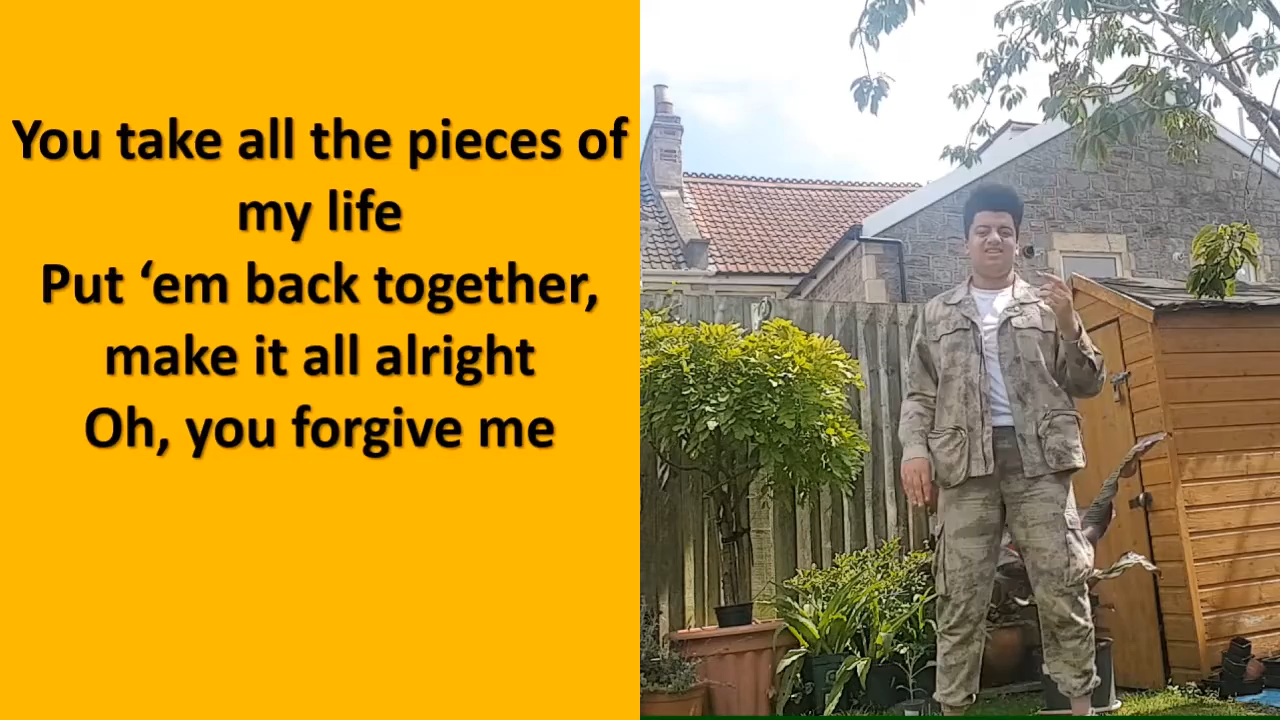 You take all the pieces of
my life
Put ‘em back together,
make it all alright
Oh, you forgive me